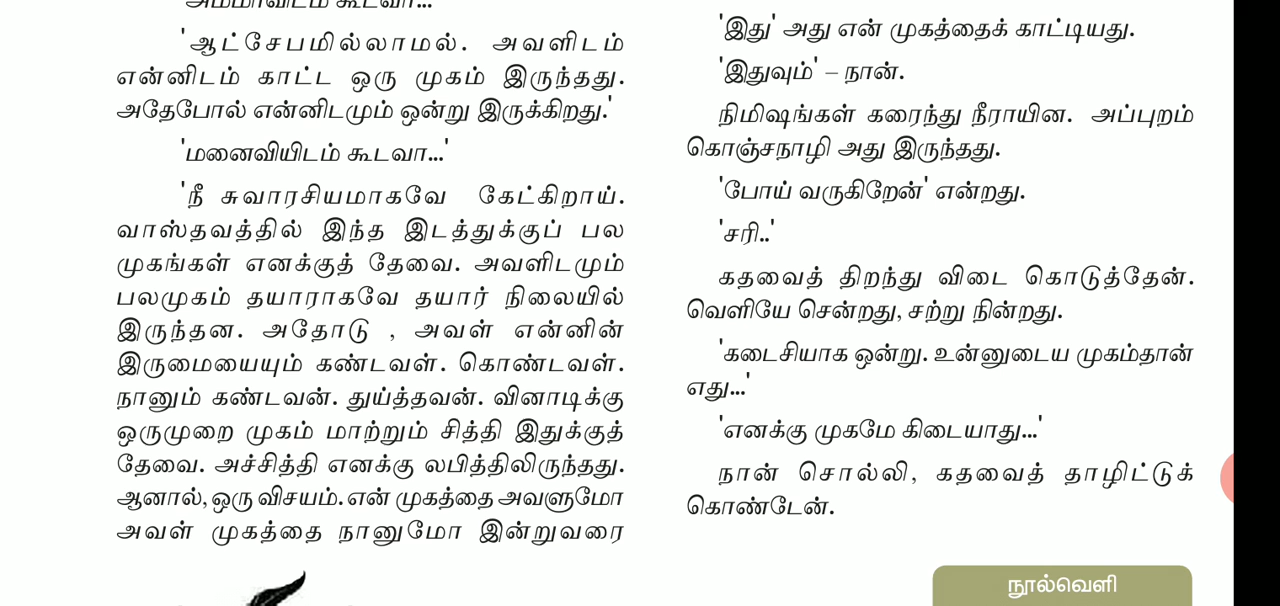 அம்மாவிடம் கூடவா...'
'ஆட்சேபமில்லாமல். அவளிடம்
என்னிடம் காட்ட ஒரு முகம் இருந்தது.
அதேபோல் என்னிடமும் ஒன்று இருக்கிறது.'
'மனைவியிடம் கூடவா...'
'நீ சுவாரசியமாகவே கேட்கிறாய்.
வாஸ்தவத்தில் இந்த இடத்துக்குப் பல
முகங்கள் எனக்குத் தேவை. அவளிடமும்
பலமுகம் தயாராகவே தயார் நிலையில்
இருந்தன. அதோடு , அவள் என்னின்
இருமையையும் கண்டவள். கொண்டவள்.
நானும் கண்டவன். துய்த்தவன். வினாடிக்கு
ஒருமுறை முகம் மாற்றும் சித்தி இதுக்குத்
தேவை. அச்சித்தி எனக்கு லபித்திலிருந்தது.
ஆனால், ஒரு விசயம். என் முகத்தை அவளுமோ
அவள் முகத்தை நானுமோ இன்றுவரை
'இது' அது என் முகத்தைக் காட்டியது.
'இதுவும்' – நான்.
நிமிஷங்கள் கரைந்து நீராயின. அப்புறம்
கொஞ்சநாழி அது இருந்தது.
'போய் வருகிறேன்' என்றது.
'சரி..'
கதவைத் திறந்து விடை கொடுத்தேன்.
வெளியே சென்றது, சற்று நின்றது.
'கடைசியாக ஒன்று. உன்னுடைய முகம்தான்
எது...'
'எனக்கு முகமே கிடையாது...'
நான் சொல்லி, கதவைத் தாழிட்டுக்
கொண்டேன்.
நூல்வெளி